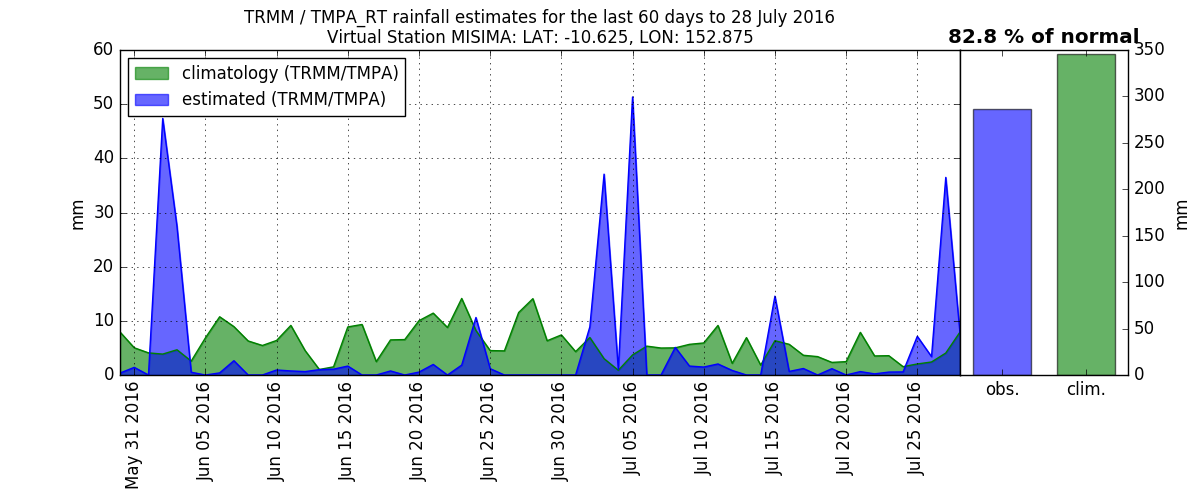 TRMM / TMPA_RT rainfall estimates for the last 60 days to 28 July 2016
Virtual Station MISIMA: LAT: -10.625, LON: 152.875
82.8 % of normal
climatology (TRMM/TMPA)
estimated (TRMM/TMPA)
60
50
40
30
20
10
0
mm
350
300
250
200
150
100
50
0
mm
May 31 2016
Jun 05 2016
Jun 10 2016
Jun 15 2016
Jun 20 2016
Jun 25 2016
Jun 30 2016
Jul 05 2016
Jul 10 2016
Jul 15 2016
Jul 20 2016
Jul 25 2016
obs.
clim.